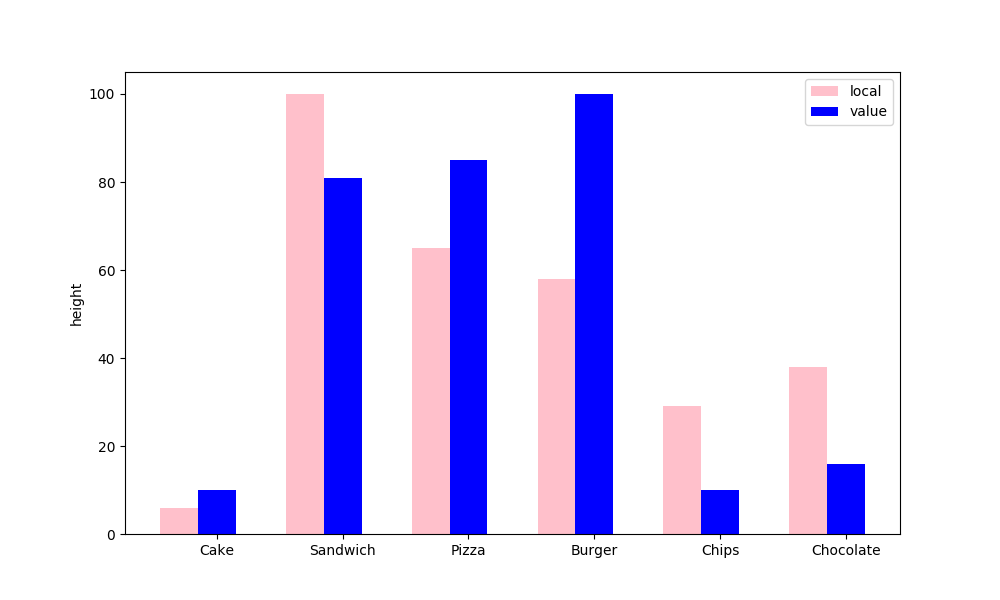 local
value
100
80
60
40
20
0
height
Cake
Sandwich
Pizza
Burger
Chips
Chocolate